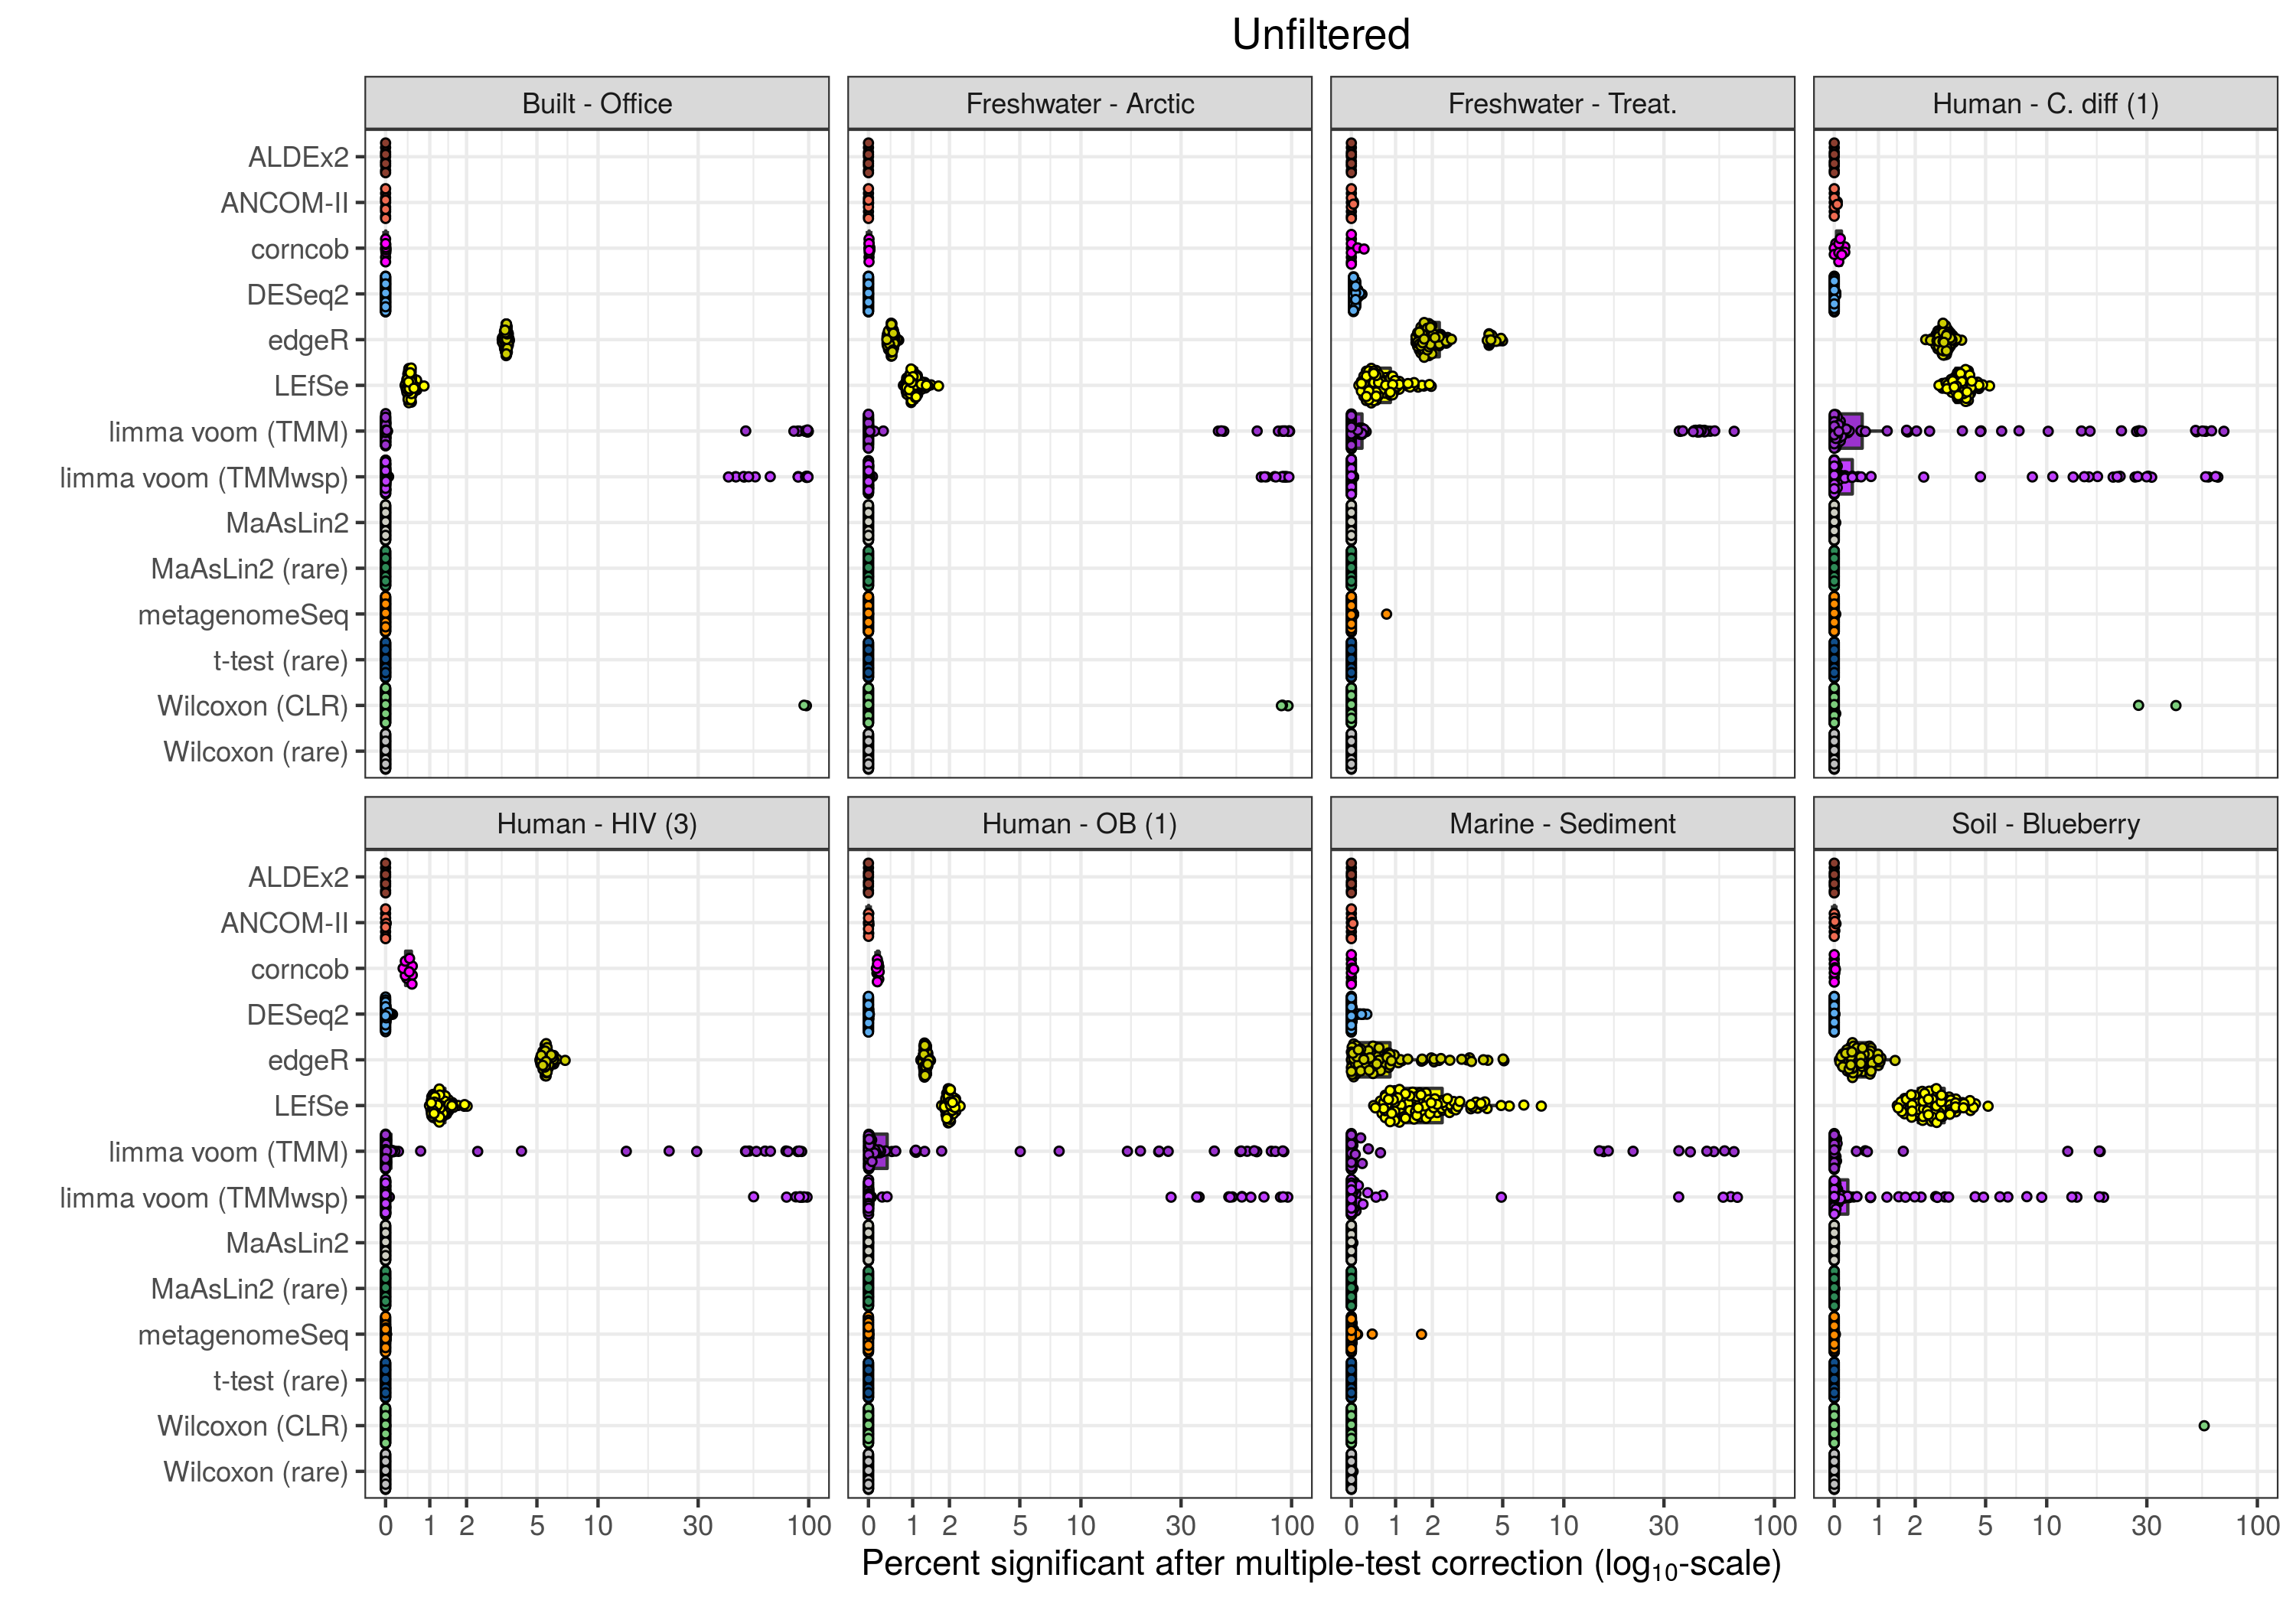 Unfiltered
Built - Office
Freshwater - Arctic
Freshwater - Treat.
Human - C. diff (1)
ALDEx2
ANCOM-II
corncob
DESeq2
edgeR
LEfSe
limma voom (TMM)
limma voom (TMMwsp)
MaAsLin2
MaAsLin2 (rare)
metagenomeSeq
t-test (rare)
Wilcoxon (CLR)
Wilcoxon (rare)
Human - HIV (3)
Human - OB (1)
Marine - Sediment
Soil - Blueberry
ALDEx2
ANCOM-II
corncob
DESeq2
edgeR
LEfSe
limma voom (TMM)
limma voom (TMMwsp)
MaAsLin2
MaAsLin2 (rare)
metagenomeSeq
t-test (rare)
Wilcoxon (CLR)
Wilcoxon (rare)
0 1 2 5 10 30 100
0 1 2 5 10 30 100
0 1 2 5 10 30 100
0 1 2 5 10 30 100
Percent significant after multiple-test correction (log₁₀-scale)